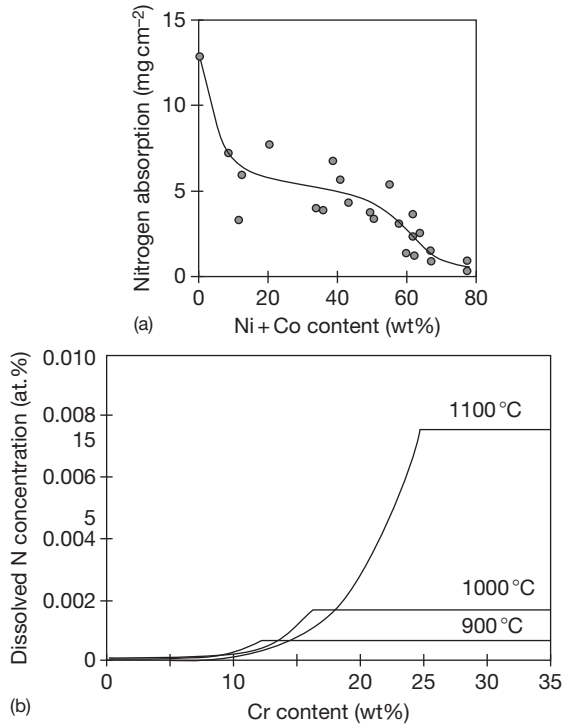 15
10
5
0
Nitrogen absorption (mg cm−2)
0 20 40 60 80
(a)
Ni + Co content (wt%)
0.010
0.008
15
0.006
5
0.004
0.002
0
Dissolved N concentration (at.%)
1100 °C
1000 °C
900 °C
0 5 10 15 20 25 30 35
(b)
Cr content (wt%)